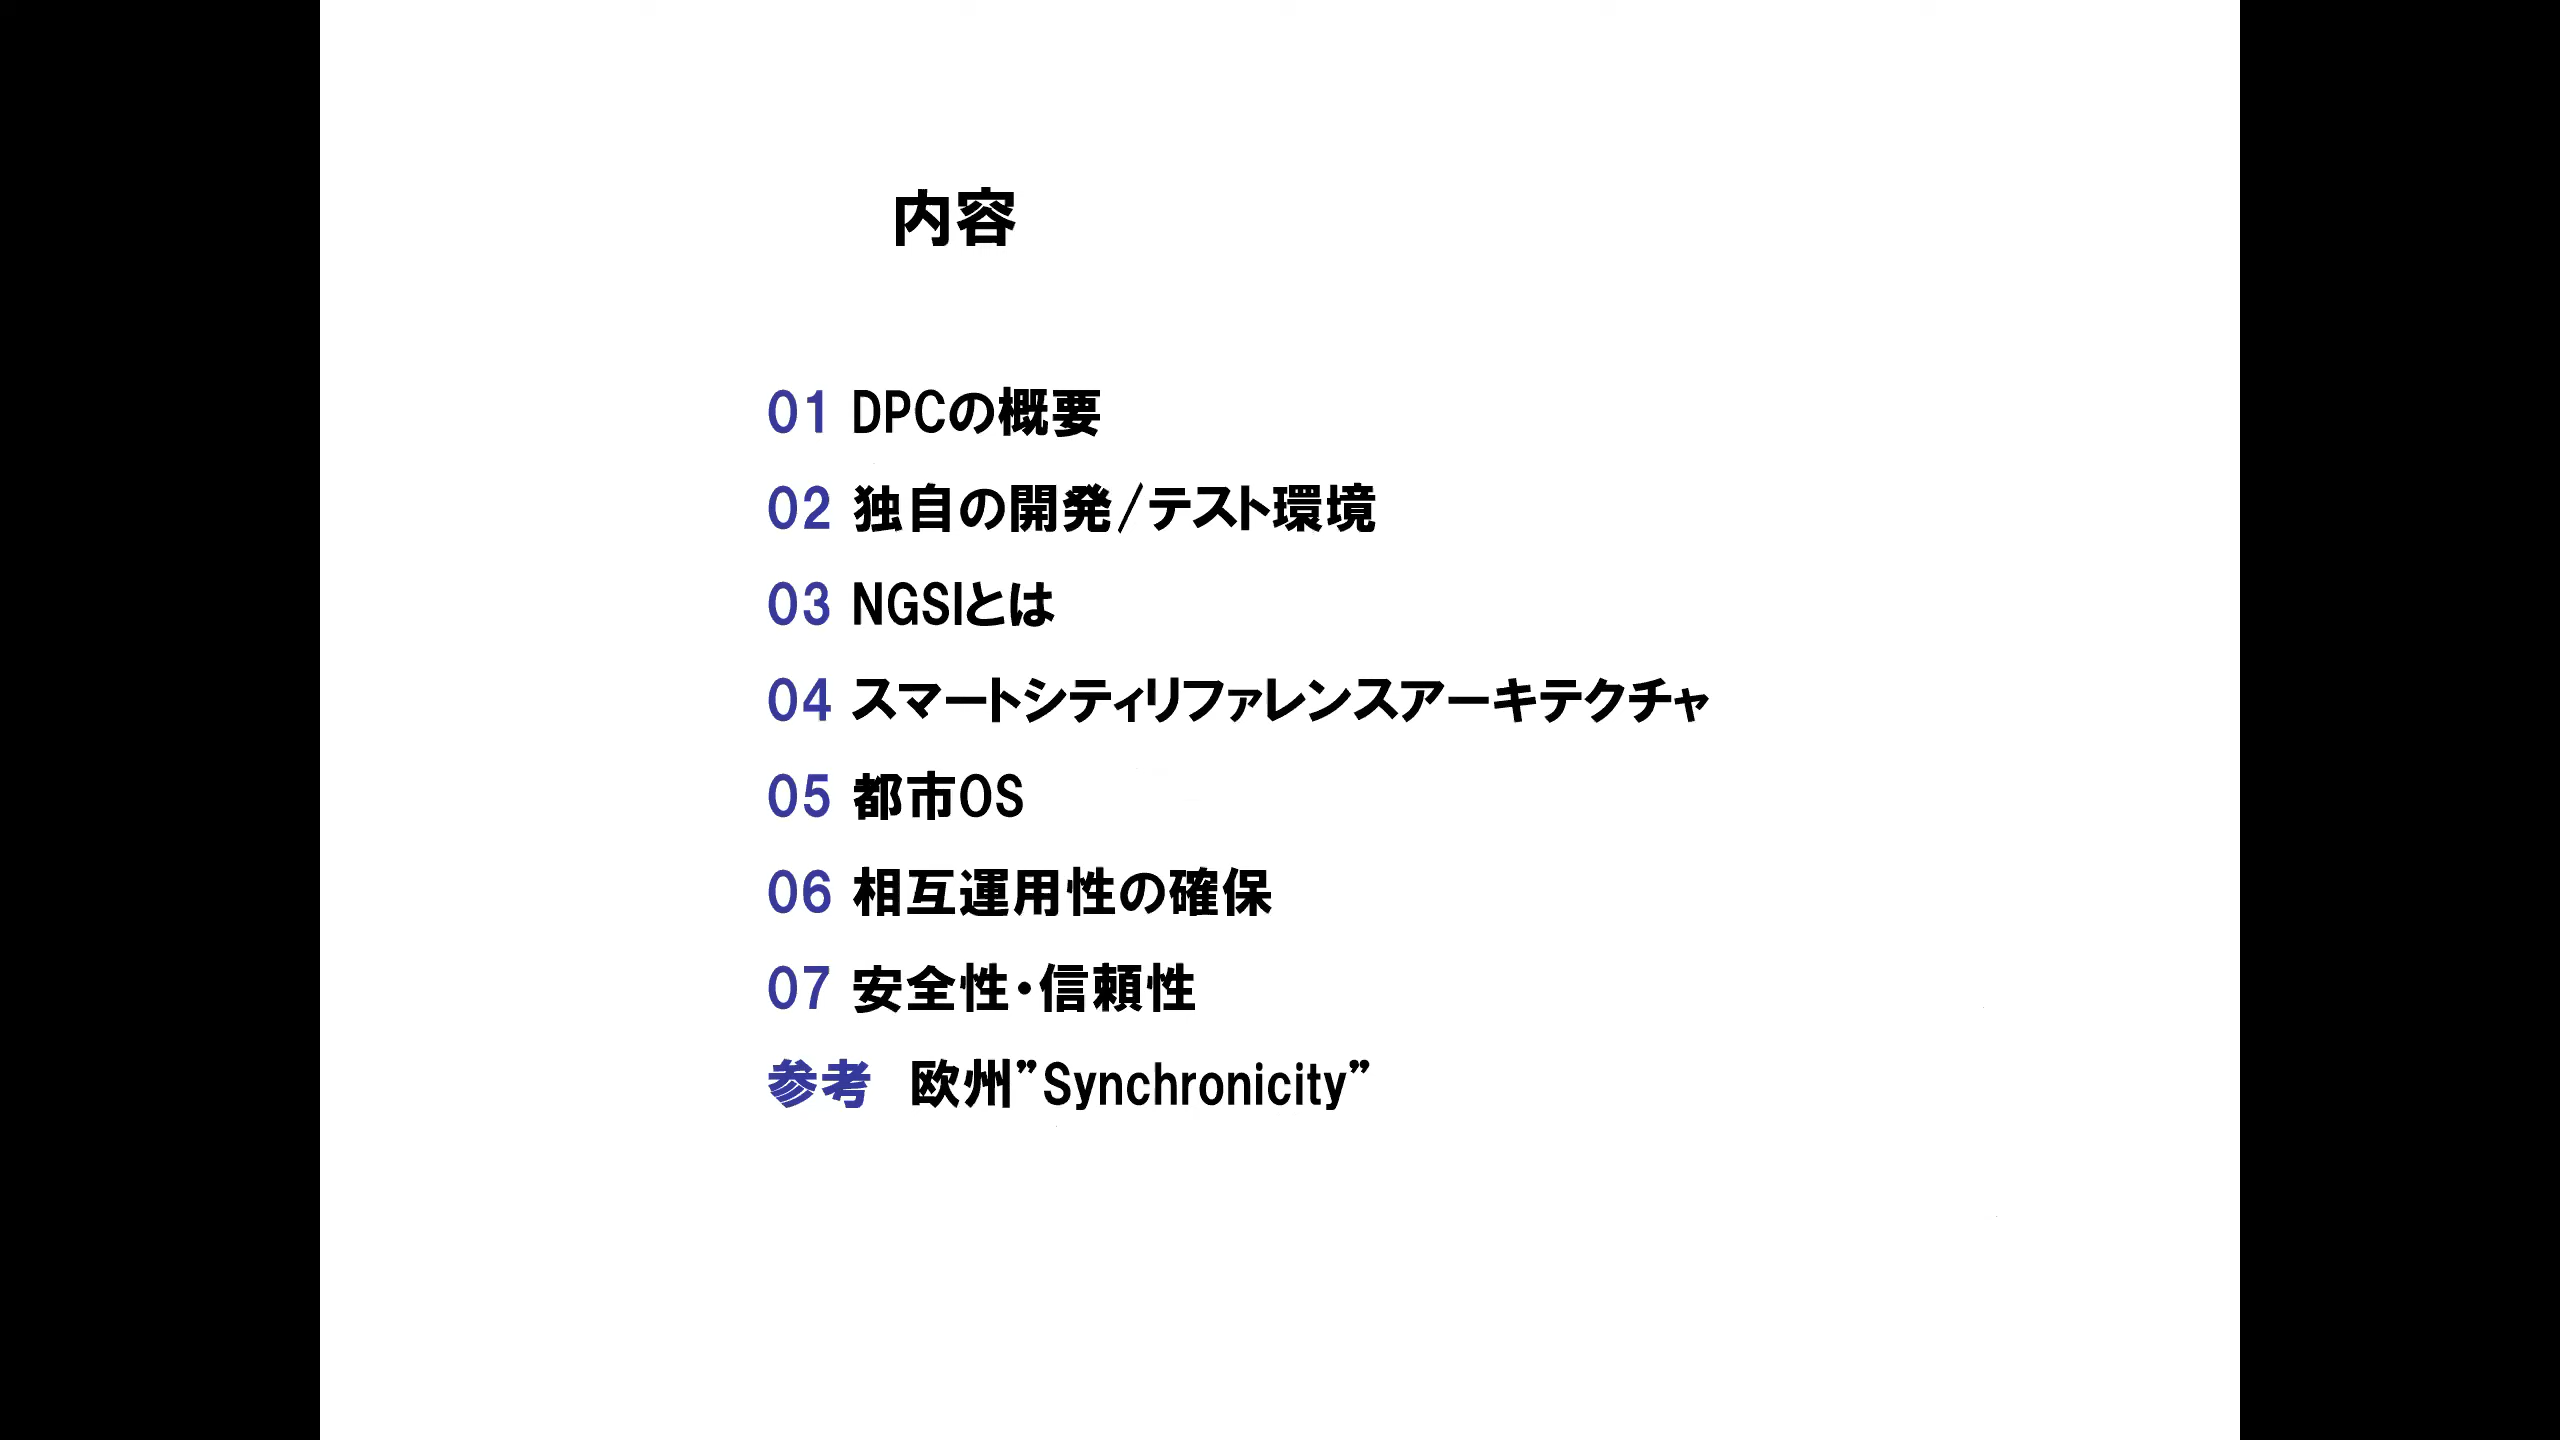 内容
01 DPCの概要
02 独自の開発/テスト環境
03 NGSIとは
04 スマートシティリファレンスアーキテクチャ
05 都市OS
06 相互運用性の確保
07 安全性・信頼性
参考　欧州”Synchronicity”